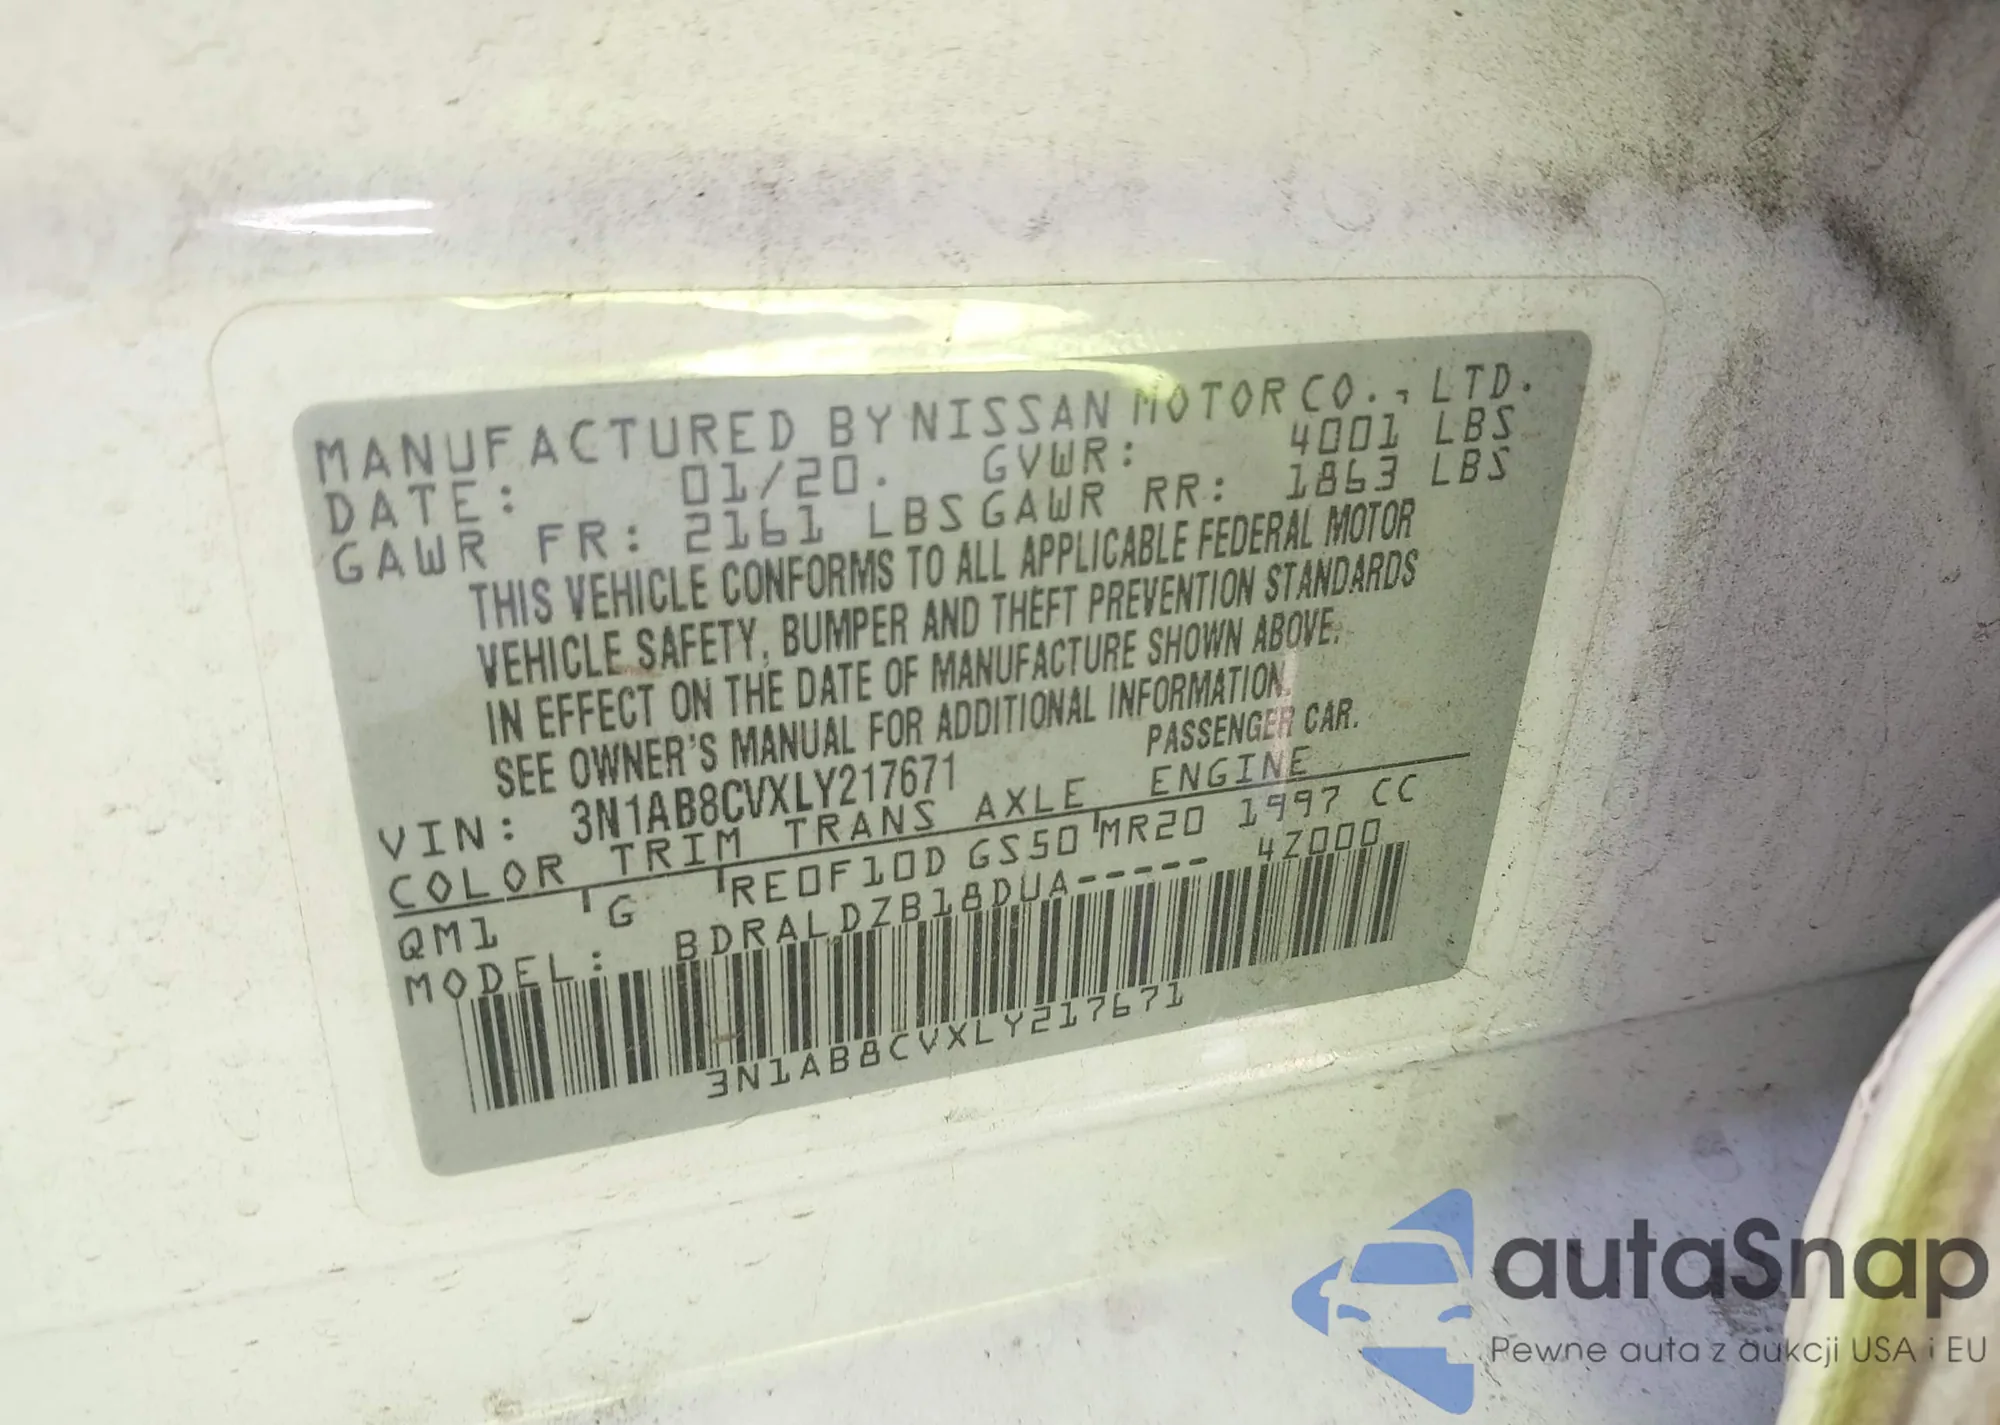 MANUFACTURED BY NISSAN MOTOR CO., LTD.
DATE: 01/20. GVWR: 4001 LBS
GAWR FR: 2161 LBS GAWR RR: 1863 LBS
THIS VEHICLE CONFORMS TO ALL APPLICABLE FEDERAL MOTOR
VEHICLE SAFETY, BUMPER AND THEFT PREVENTION STANDARDS
IN EFFECT ON THE DATE OF MANUFACTURE SHOWN ABOVE.
SEE OWNER'S MANUAL FOR ADDITIONAL INFORMATION.
VIN: 3N1AB8CVXLY217671 PASSENGER CAR.
COLOR TRIM TRANS AXLE ENGINE
QM1 G RE0F10D GS50 MR20 1997 CC
MODEL: BDRALDZB18DUA----- 4Z000
3N1AB8CVXLY217671
autaSnap
Pewne auta z aukcji USA i EU